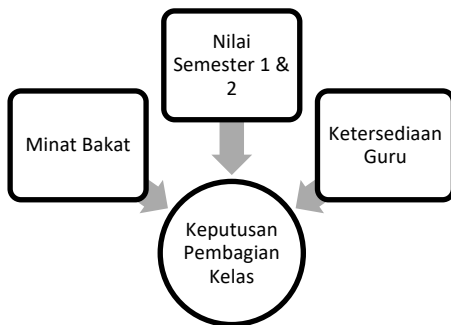 Nilai
Semester 1 &
2
Minat Bakat
Ketersediaan
Guru
Keputusan
Pembagian
Kelas